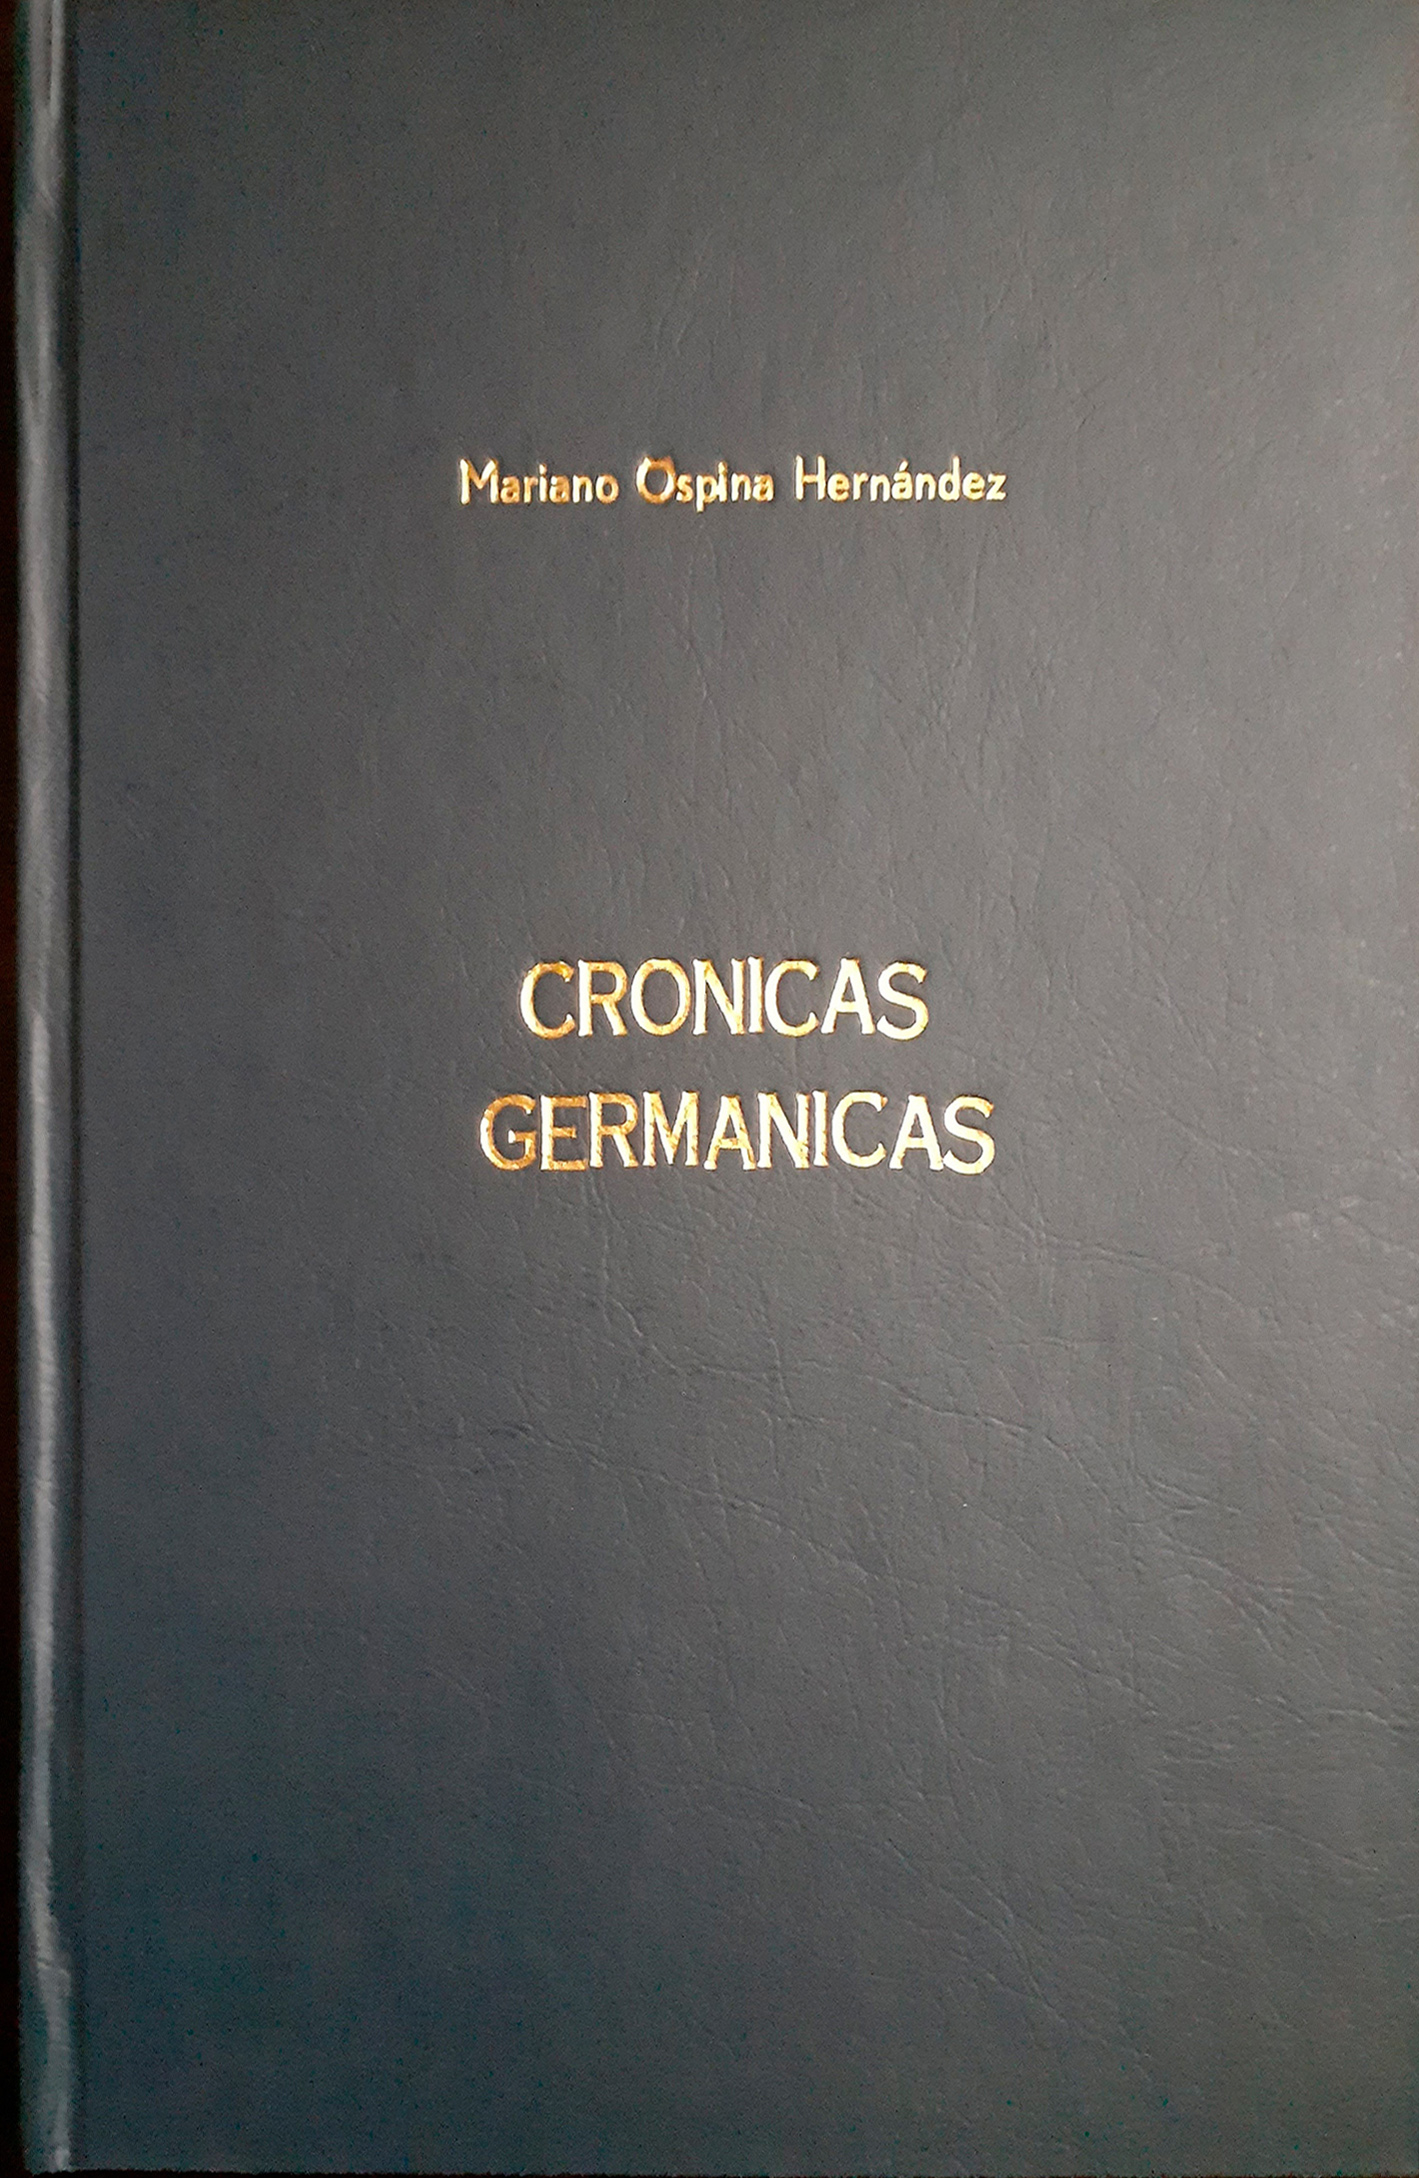 Mariano Ospina Hernández
CRONICAS
GERMANICAS